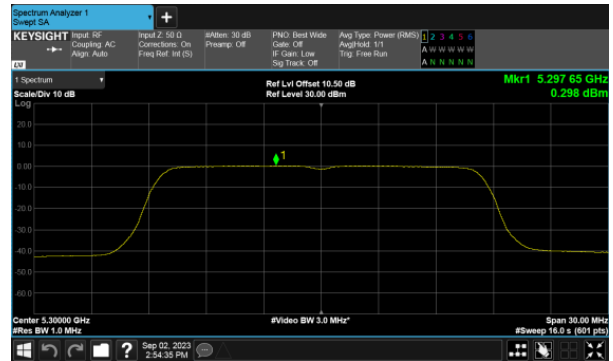 Spectrum Analyzer 1
Swept SA
+
KEYSIGHT
Input: RF
Coupling: AC
Align: Auto
Input Z: 50 Ω
Corrections: On
Freq Ref: Int (S)
#Atten: 30 dB
Preamp: Off
PNO: Best Wide
Gate: Off
IF Gain: Low
Sig Track: Off
Avg Type: Power (RMS)
Avg|Hold: 1/1
Trig: Free Run
1 2 3 4 5 6
A W W W W W
A N N N N N
LXI
1 Spectrum
Scale/Div 10 dB
Log
Ref Lvl Offset 10.50 dB
Ref Level 30.00 dBm
Mkr1 5.297 65 GHz
0.298 dBm
20.0
10.0
0.00
-10.0
-20.0
-30.0
-40.0
-50.0
-60.0
1
Center 5.30000 GHz
#Res BW 1.0 MHz
#Video BW 3.0 MHz*
Span 30.00 MHz
#Sweep 16.0 s (601 pts)
?
Sep 02, 2023
2:54:35 PM